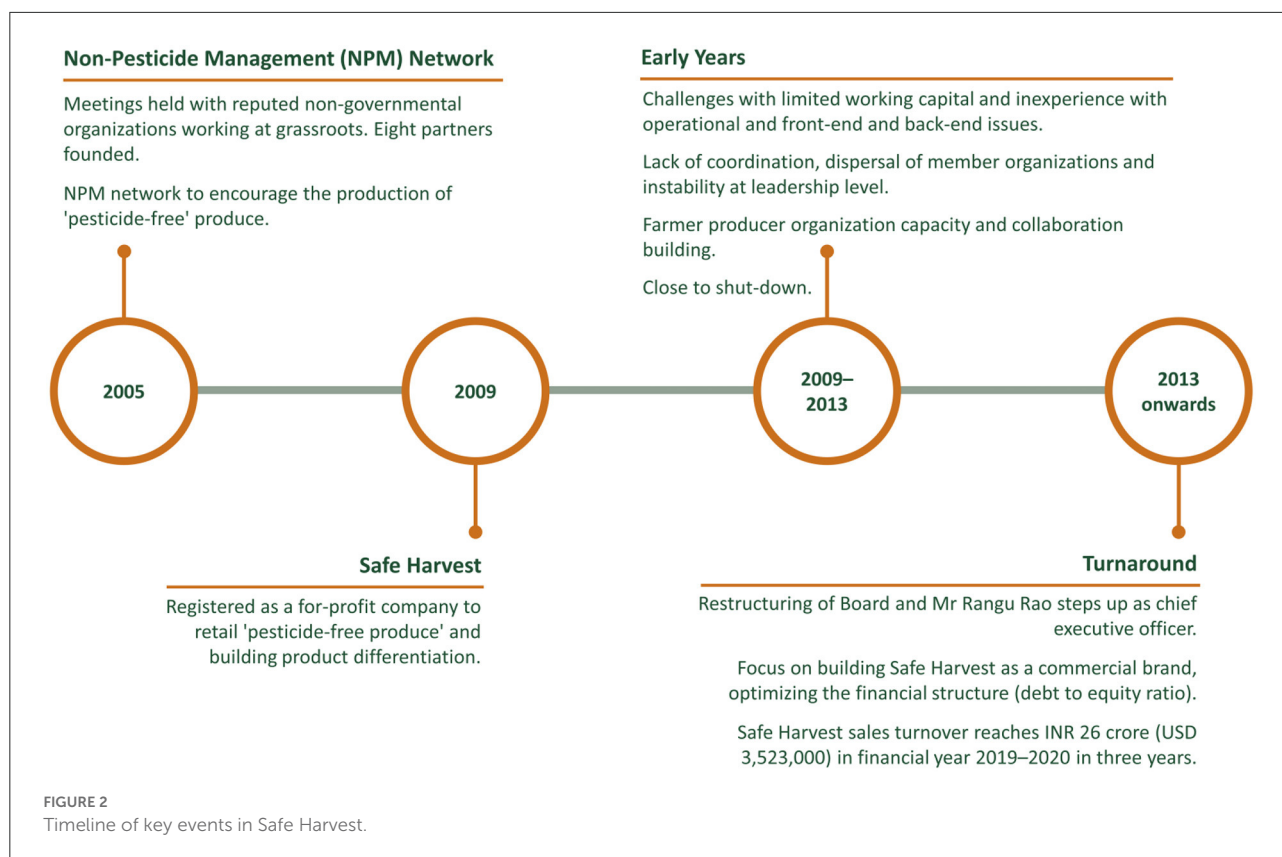 Non-Pesticide Management (NPM) Network
Meetings held with reputed non-governmental
organizations working at grassroots. Eight partners
founded.
NPM network to encourage the production of
'pesticide-free' produce.
Early Years
Challenges with limited working capital and inexperience with
operational and front-end and back-end issues.
Lack of coordination, dispersal of member organizations and
instability at leadership level.
Farmer producer organization capacity and collaboration
building.
Close to shut-down.
2005
2009
2009–
2013
2013
onwards
Safe Harvest
Registered as a for-profit company to
retail 'pesticide-free produce' and
building product differentiation.
Turnaround
Restructuring of Board and Mr Rangu Rao steps up as chief
executive officer.
Focus on building Safe Harvest as a commercial brand,
optimizing the financial structure (debt to equity ratio).
Safe Harvest sales turnover reaches INR 26 crore (USD
3,523,000) in financial year 2019–2020 in three years.
FIGURE 2
Timeline of key events in Safe Harvest.